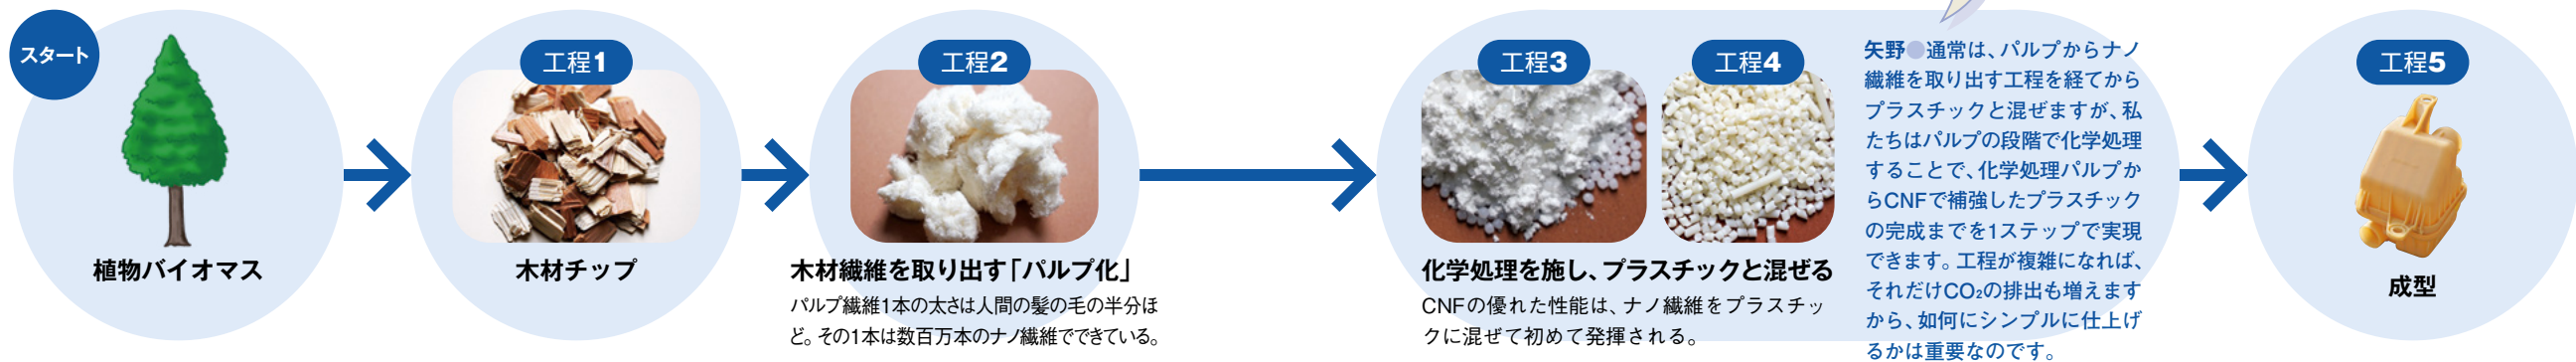 スタート
植物バイオマス
工程1
木材チップ
工程2
木材繊維を取り出す「パルプ化」
パルプ繊維1本の太さは人間の髪の毛の半分ほ
ど。その1本は数百万本のナノ繊維でできている。
工程3
工程4
化学処理を施し、プラスチックと混ぜる
CNFの優れた性能は、ナノ繊維をプラスチッ
クに混ぜて初めて発揮される。
矢野●通常は、パルプからナノ
繊維を取り出す工程を経てから
プラスチックと混ぜますが、私
たちはパルプの段階で化学処理
することで、化学処理パルプか
らCNFで補強したプラスチック
の完成までを1ステップで実現
できます。工程が複雑になれば、
それだけCO₂の排出も増えます
から、如何にシンプルに仕上げ
るかは重要なのです。
工程5
成型